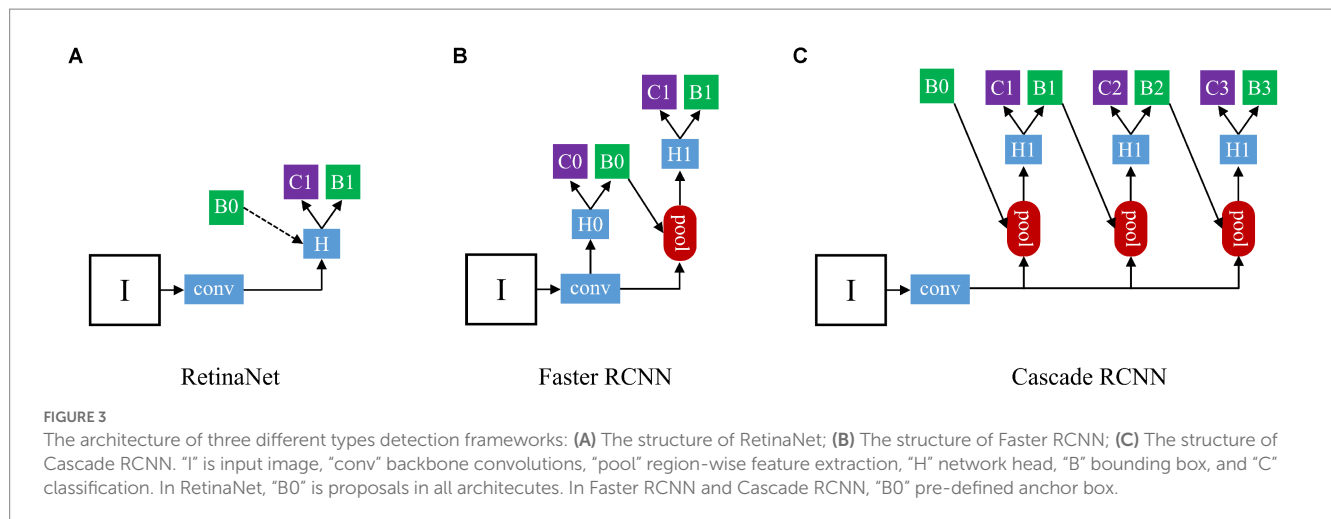 A
B
C
B0
C1
B1
H
I
conv
RetinaNet
C1
B1
H1
C0
B0
H0
pool
I
conv
Faster RCNN
B0
C1
B1
C2
B2
C3
B3
H1
H1
H1
pool
pool
pool
I
conv
Cascade RCNN
FIGURE 3
The architecture of three different types detection frameworks: (A) The structure of RetinaNet; (B) The structure of Faster RCNN; (C) The structure of
Cascade RCNN. “I” is input image, “conv” backbone convolutions, “pool” region-wise feature extraction, “H” network head, “B” bounding box, and “C”
classification. In RetinaNet, “B0” is proposals in all architecutes. In Faster RCNN and Cascade RCNN, “B0” pre-defined anchor box.